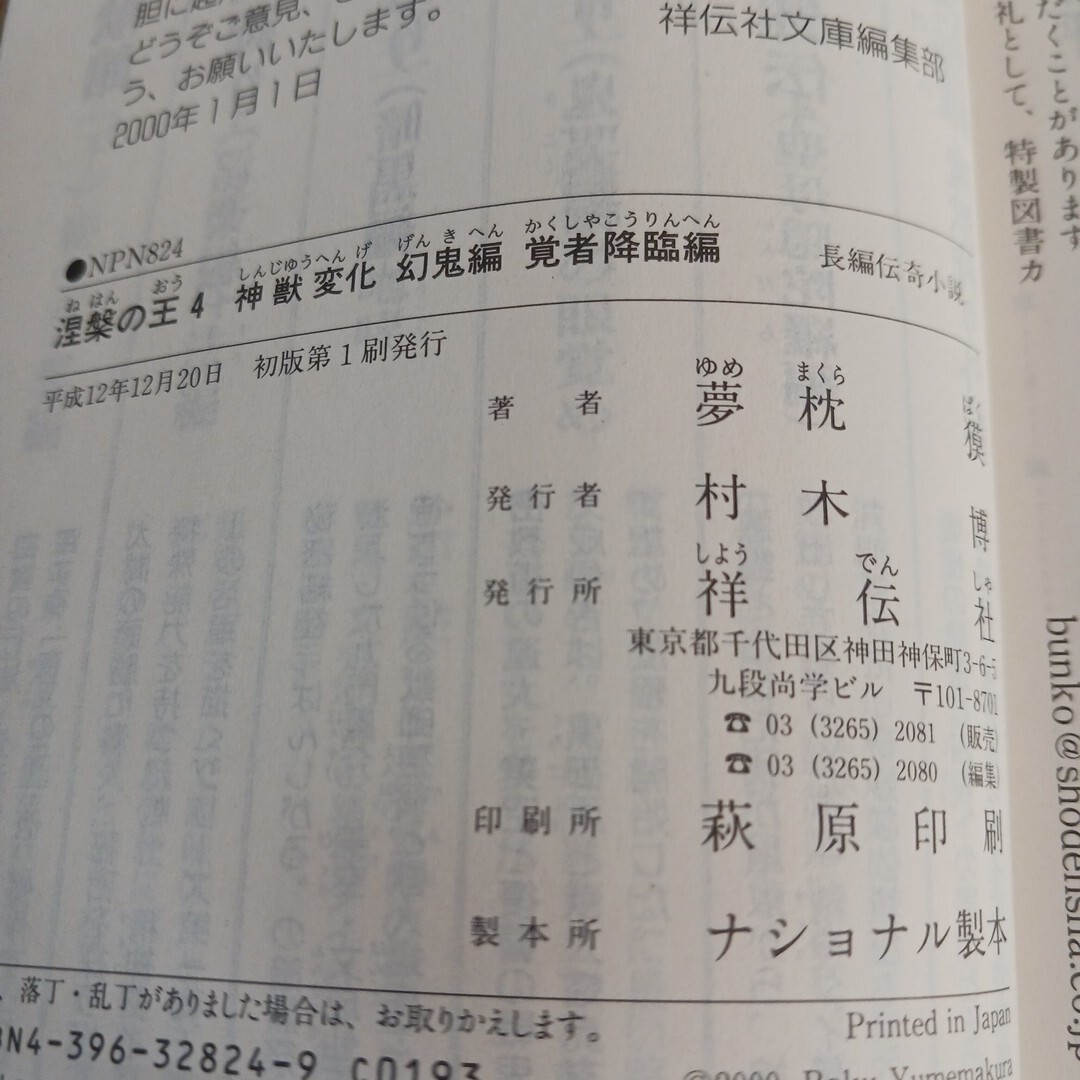 どうぞご意見、
う、お願いいたします。
2000年1月1日
祥伝社文庫編集部
だくことがあります
礼として、特製図書カ
●NPN824
ねはん おう しんじゆうへんげ げんきへん かくしやこうりんへん
涅槃の王4 神獣変化 幻鬼編 覚者降臨編 長編伝奇小説
平成12年12月20日 初版第1刷発行
ゆめ まくら ばく
著者 夢枕獏
発行者 村木博
しよう でん しゃ
発行所 祥伝社
東京都千代田区神田神保町3-6-5
九段尚学ビル 〒101-8701
☎ 03 (3265) 2081 (販売)
☎ 03 (3265) 2080 (編集)
印刷所 萩原印刷
製本所 ナショナル製本
bunko@shodensha.co.jp
、落丁・乱丁がありました場合は、お取りかえします。
BN4-396-32824-9 C0193
Printed in Japan
©2000, Baku Yumemakura